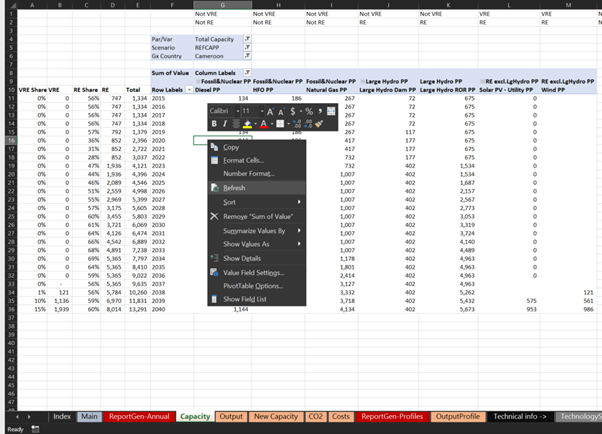 A B C D E F G H I J K L M
1 Not VRE Not VRE Not VRE Not VRE Not VRE VRE VRE
2 Not RE Not RE Not RE RE RE RE RE
3
4 Par/Var Total Capacity
5 Scenario REFCAPP
6 Gx Country Cameroon
7
8 Sum of Value Column Labels
9 Fossil&Nuclear PP Fossil&Nuclear PP Fossil&Nuclear PP Large Hydro PP Large Hydro PP RE excl.LgHydro PP RE excl.LgHydro PP
10 VRE Share VRE RE Share RE Total Row Labels Diesel PP HFO PP Natural Gas PP Large Hydro Dam PP Large Hydro ROR PP Solar PV - Utility PP Wind PP
11 0% 0 56% 747 1,334 2015 134 186 267 72 675 0
12 0% 0 56% 747 1,334 2016 267 72 675 0
13 0% 0 56% 747 1,334 2017 267 72 675 0
14 0% 0 56% 747 1,334 2018 267 72 675 0
15 0% 0 57% 792 1,379 2019 134 186 267 117 675 0
16 0% 0 36% 852 2,396 2020 417 177 675 0
17 0% 0 31% 852 2,722 2021 417 177 675 0
18 0% 0 28% 852 3,037 2022 732 177 675 0
19 0% 0 47% 1,936 4,121 2023 732 402 1,534 0
20 0% 0 44% 1,936 4,396 2024 1,007 402 1,534 0
21 0% 0 46% 2,089 4,546 2025 1,007 402 1,687 0
22 0% 0 51% 2,559 4,998 2026 1,007 402 2,157 0
23 0% 0 55% 2,969 5,399 2027 1,007 402 2,567 0
24 0% 0 57% 3,175 5,605 2028 1,007 402 2,773 0
25 0% 0 60% 3,455 5,803 2029 1,007 402 3,053 0
26 0% 0 61% 3,721 6,069 2030 1,007 402 3,319 0
27 0% 0 64% 4,126 6,474 2031 1,007 402 3,724 0
28 0% 0 66% 4,542 6,889 2032 1,007 402 4,140 0
29 0% 0 68% 4,891 7,238 2033 1,007 402 4,489 0
30 0% 0 69% 5,365 7,797 2034 1,178 402 4,963 0
31 0% 0 64% 5,365 8,410 2035 1,801 402 4,963 0
32 0% 0 59% 5,365 9,022 2036 2,414 402 4,963 0
33 0% - 56% 5,365 9,635 2037 3,127 402 4,963
34 1% 121 56% 5,784 10,260 2038 3,332 402 5,262 121
35 10% 1,136 59% 6,970 11,831 2039 3,718 402 5,432 575 561
36 15% 1,939 60% 8,014 13,291 2040 1,144 4,134 402 5,673 953 986
37
38
39
40
41
42
43
44
45
46
47
Calibri 11 A A $ % ,
B I A
Copy
Format Cells...
Number Format...
Refresh
Sort
Remove "Sum of Value"
Summarize Values By
Show Values As
Show Details
Value Field Settings...
PivotTable Options...
Show Field List
Index Main ReportGen-Annual Capacity Output New Capacity CO2 Costs ReportGen-Profiles OutputProfile Technical info -> TechnologyS
Ready